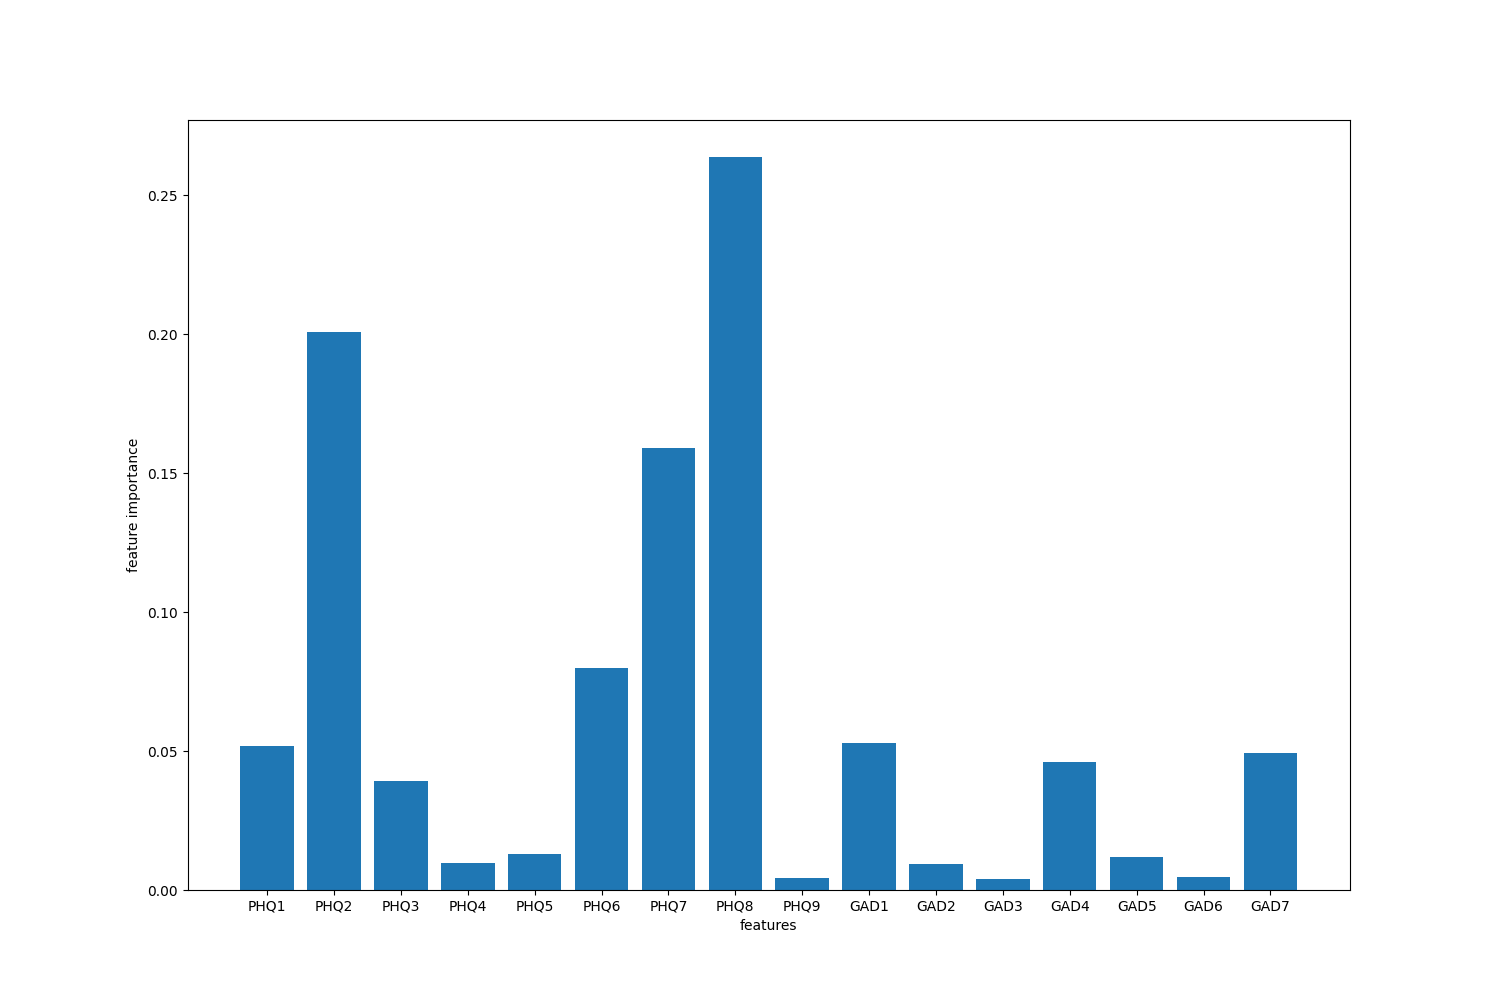 feature importance
0.25
0.20
0.15
0.10
0.05
0.00
PHQ1 PHQ2 PHQ3 PHQ4 PHQ5 PHQ6 PHQ7 PHQ8 PHQ9 GAD1 GAD2 GAD3 GAD4 GAD5 GAD6 GAD7
features